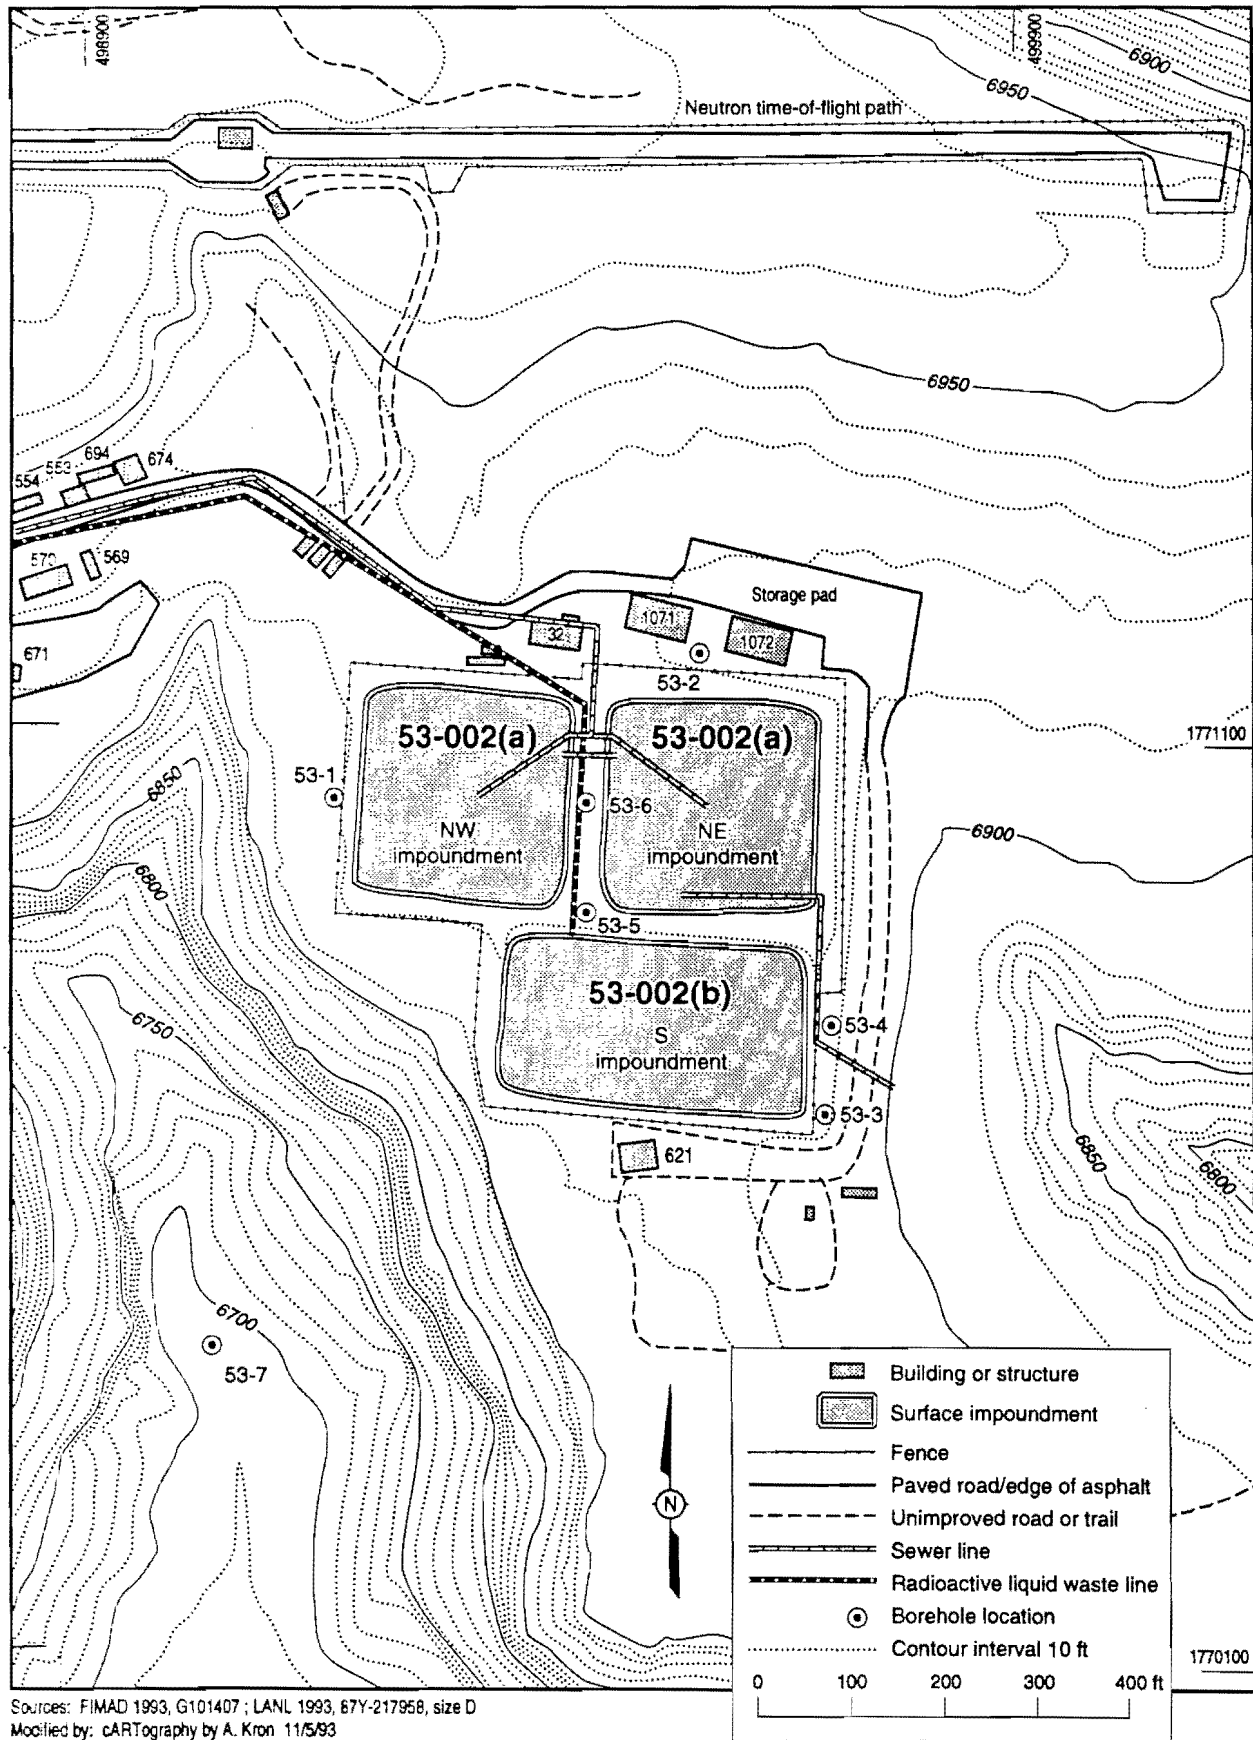 498900
499900
6900
6950
Neutron time-of-flight path
6950
694
674
553
554
570
569
671
Storage pad
1071
32
1072
53-2
53-002(a)
53-002(a)
1771100
6850
53-1
53-6
NW
impoundment
NE
impoundment
6900
6800
53-5
53-002(b)
S
impoundment
6750
53-4
53-3
621
6850
6800
6700
53-7
Building or structure
Surface impoundment
Fence
Paved road/edge of asphalt
Unimproved road or trail
Sewer line
Radioactive liquid waste line
Borehole location
Contour interval 10 ft
N
1770100
0 100 200 300 400 ft
Sources: FIMAD 1993, G101407 ; LANL 1993, 87Y-217958, size D
Modified by: cARTography by A. Kron 11/5/93